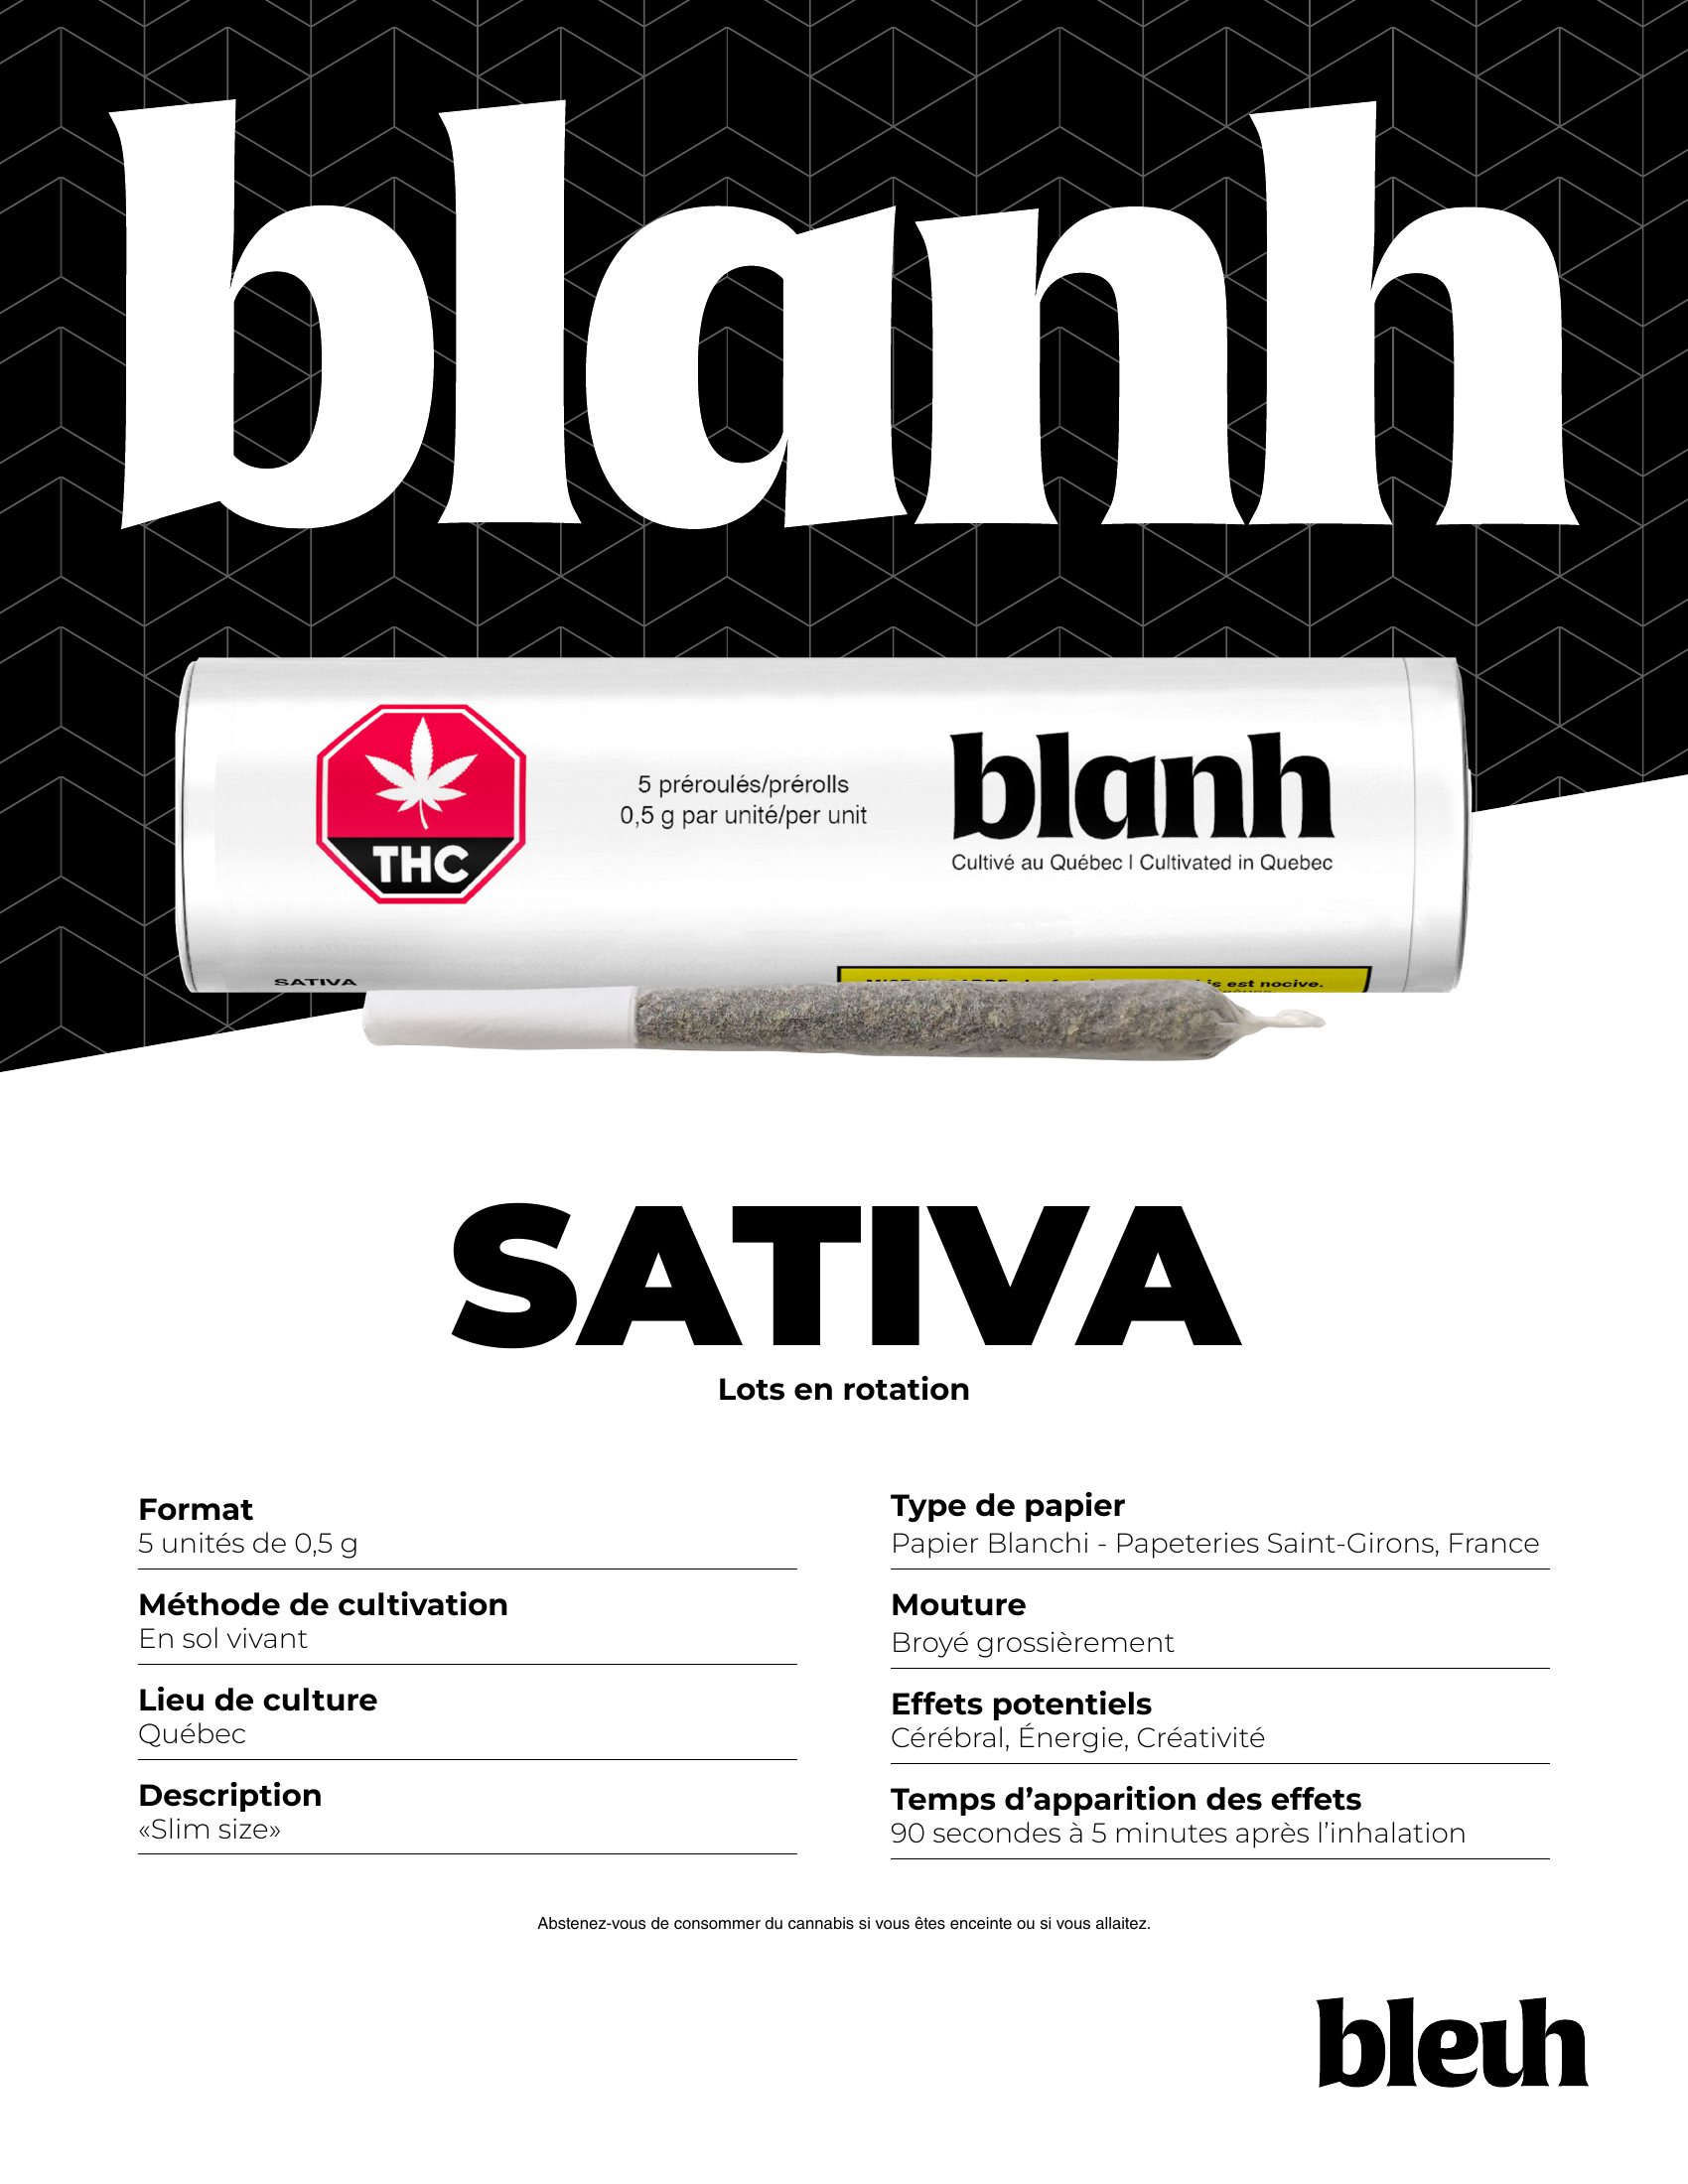 blanh
THC
5 préroulés/prérolls
0,5 g par unité/per unit
blanh
Cultivé au Québec | Cultivated in Quebec
SATIVA
est nocive.
SATIVA
Lots en rotation
Format
5 unités de 0,5 g
Méthode de cultivation
En sol vivant
Lieu de culture
Québec
Description
«Slim size»
Type de papier
Papier Blanchi - Papeteries Saint-Girons, France
Mouture
Broyé grossièrement
Effets potentiels
Cérébral, Énergie, Créativité
Temps d’apparition des effets
90 secondes à 5 minutes après l’inhalation
Abstenez-vous de consommer du cannabis si vous êtes enceinte ou si vous allaitez.
bleuh